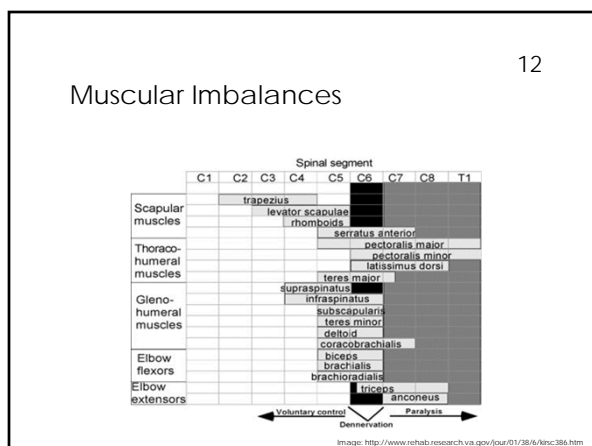 12
Muscular Imbalances
Spinal segment
C1 C2 C3 C4 C5 C6 C7 C8 T1
Scapular
muscles
trapezius
levator scapulae
rhomboids
serratus anterior
Thoraco-
humeral
muscles
pectoralis major
pectoralis minor
latissimus dorsi
teres major
Gleno-
humeral
muscles
supraspinatus
infraspinatus
subscapularis
teres minor
deltoid
coracobrachialis
Elbow
flexors
biceps
brachialis
brachioradialis
Elbow
extensors
triceps
anconeus
Voluntary control
Paralysis
Dennervation
Image: http://www.rehab.research.va.gov/jour/01/38/6/kirsc386.htm